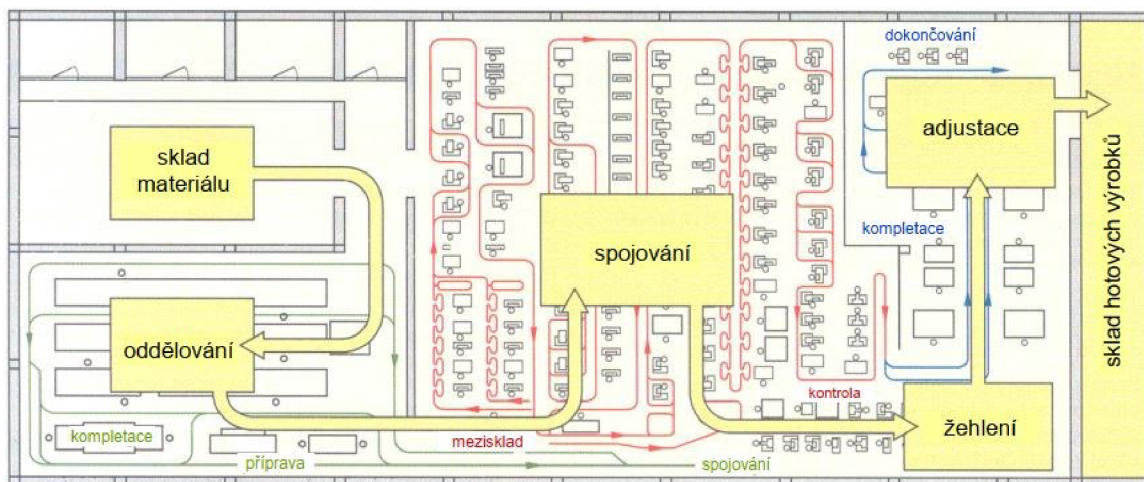 dokončování
sklad
materiálu
adjustace
kompletace
spojování
sklad hotových výrobků
oddělování
kontrola
kompletace
mezisklad
žehlení
příprava
spojování